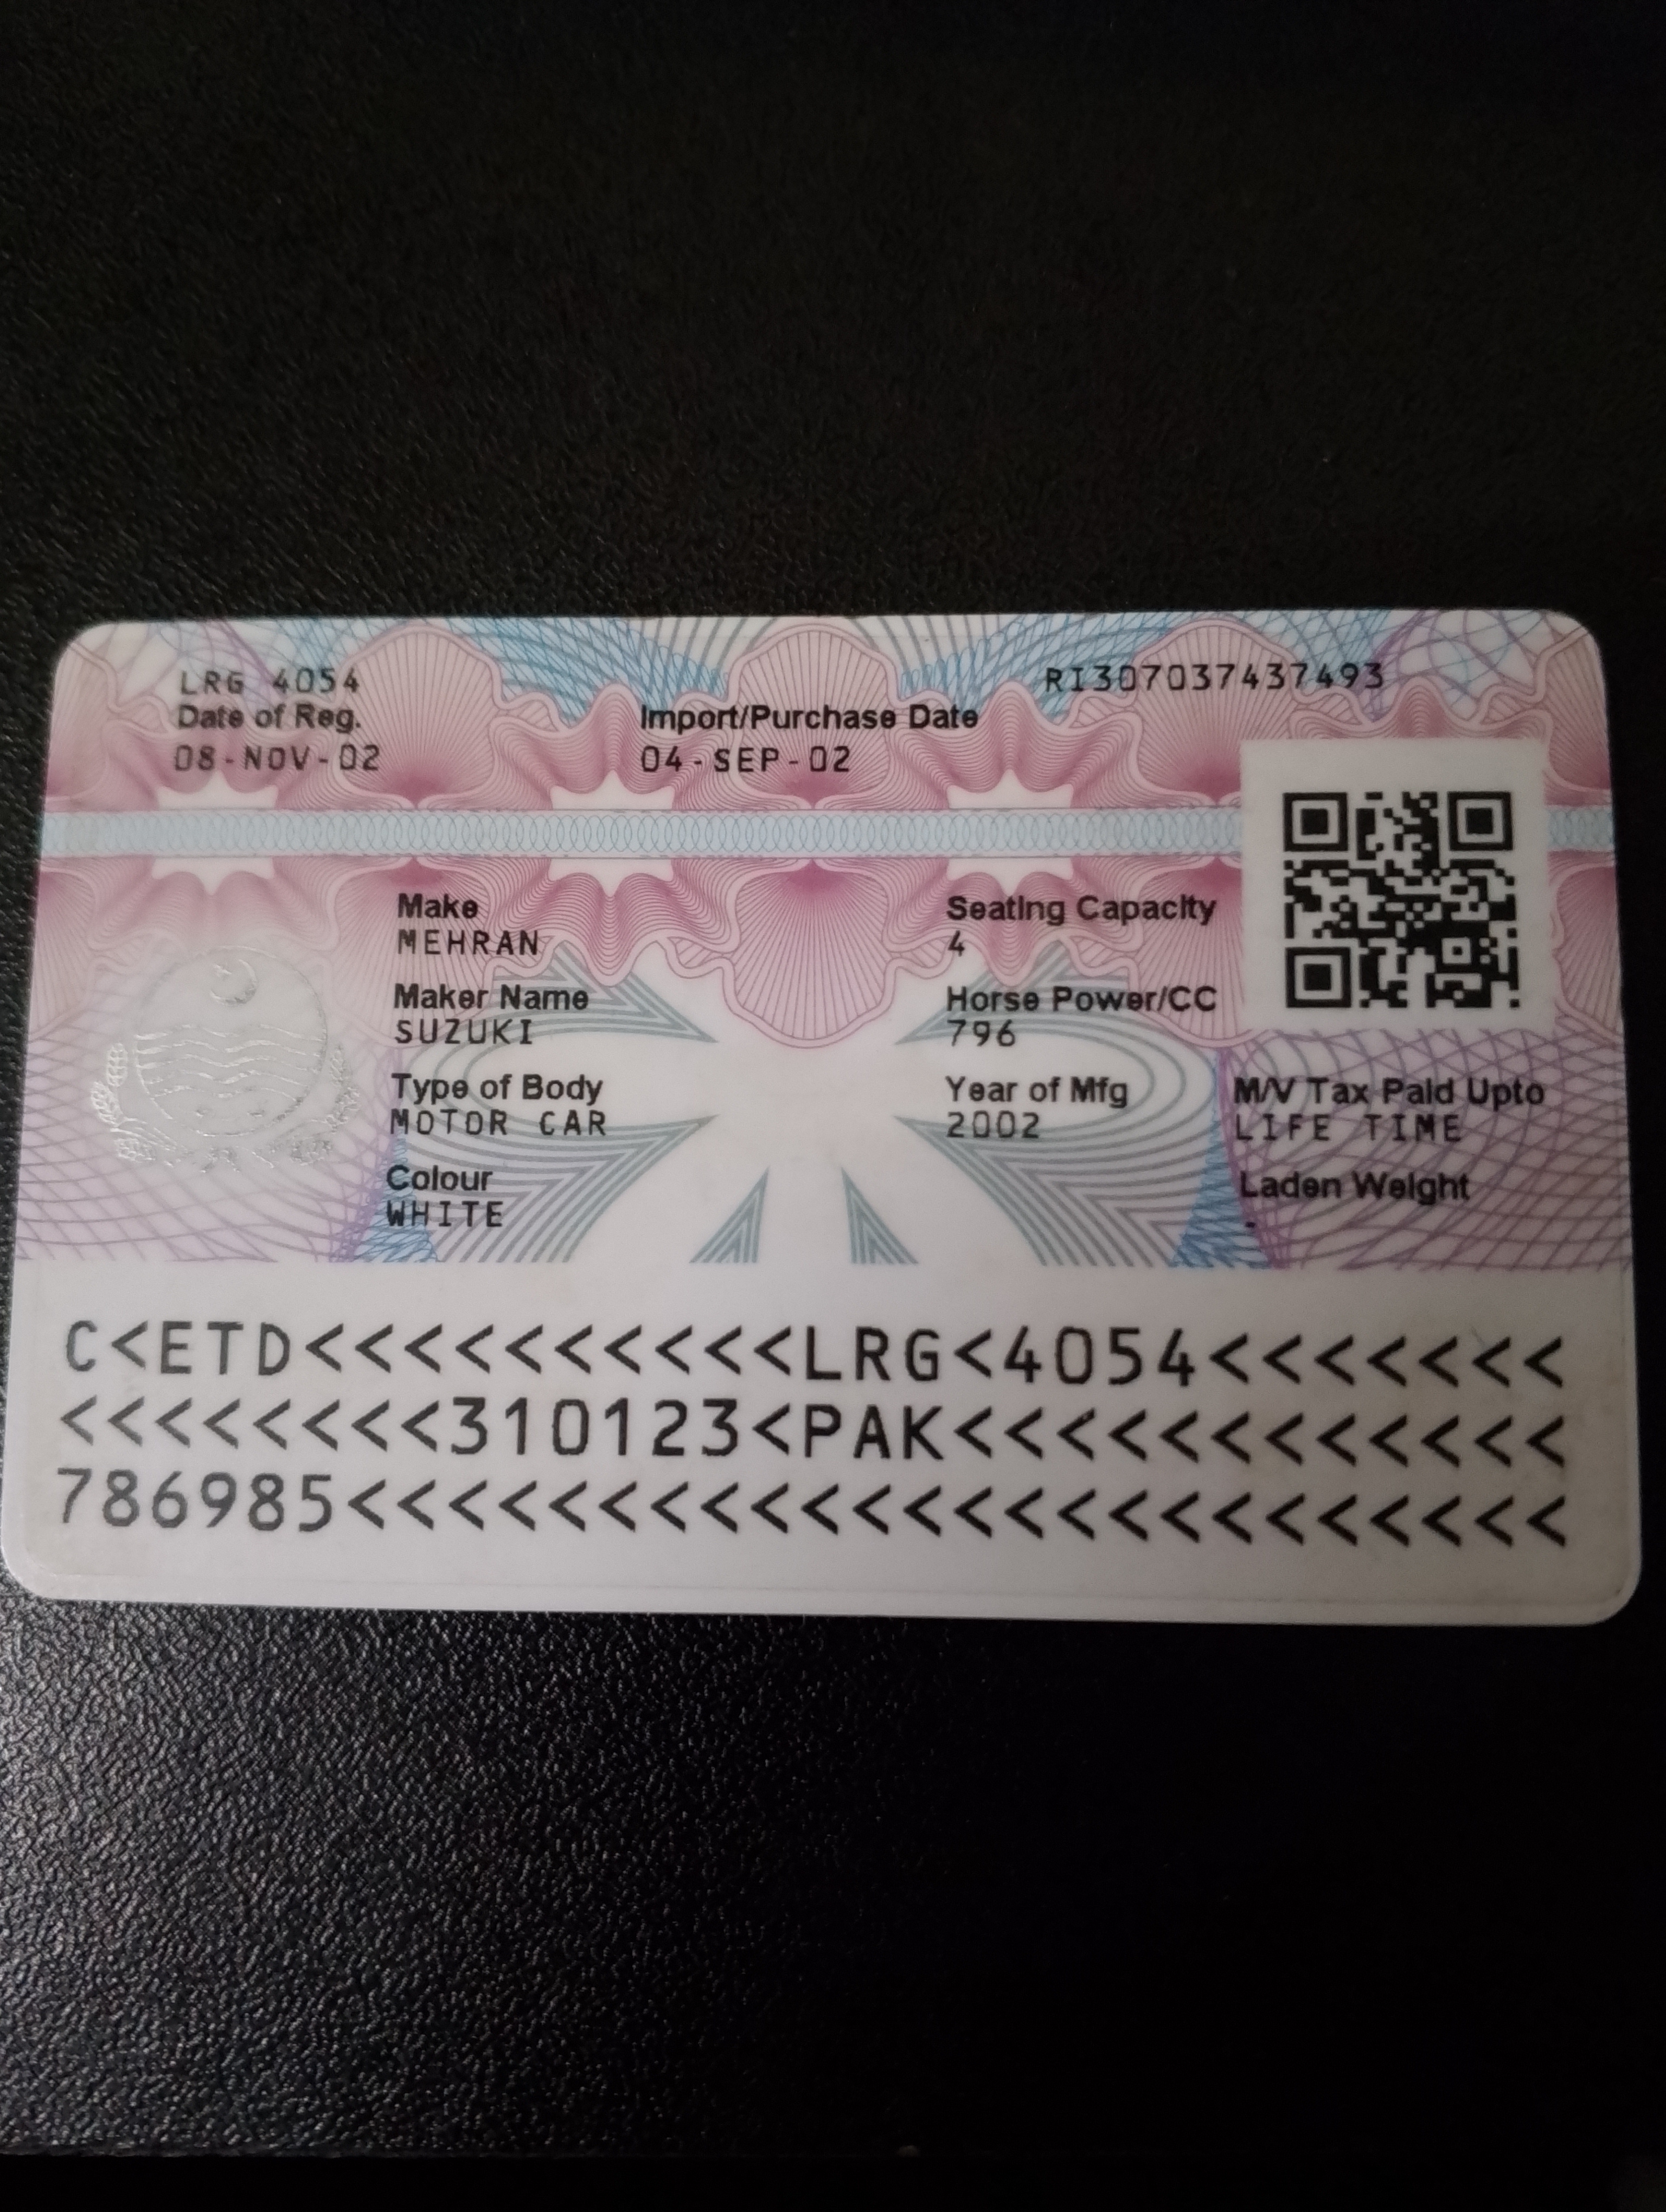 LRG 4054 RI307037437493
Date of Reg. Import/Purchase Date
08-NOV-02 04-SEP-02
Make Seating Capacity
MEHRAN 4
Maker Name Horse Power/CC
SUZUKI 796
Type of Body Year of Mfg M/V Tax Paid Upto
MOTOR CAR 2002 LIFE TIME
Colour Laden Weight
WHITE -
C<ETD<<<<<<<<<<LRG<4054<<<<<<<
<<<<<<<<310123<PAK<<<<<<<<<<<<
786985<<<<<<<<<<<<<<<<<<<<<<<<